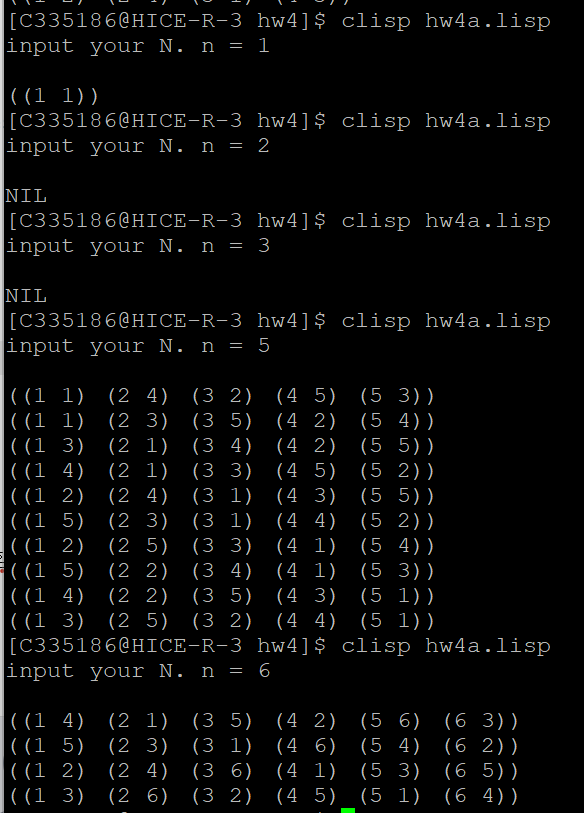 [C335186@HICE-R-3 hw4]$ clisp hw4a.lisp
input your N. n = 1
((1 1))
[C335186@HICE-R-3 hw4]$ clisp hw4a.lisp
input your N. n = 2
NIL
[C335186@HICE-R-3 hw4]$ clisp hw4a.lisp
input your N. n = 3
NIL
[C335186@HICE-R-3 hw4]$ clisp hw4a.lisp
input your N. n = 5
((1 1) (2 4) (3 2) (4 5) (5 3))
((1 1) (2 3) (3 5) (4 2) (5 4))
((1 3) (2 1) (3 4) (4 2) (5 5))
((1 4) (2 1) (3 3) (4 5) (5 2))
((1 2) (2 4) (3 1) (4 3) (5 5))
((1 5) (2 3) (3 1) (4 4) (5 2))
((1 2) (2 5) (3 3) (4 1) (5 4))
((1 5) (2 2) (3 4) (4 1) (5 3))
((1 4) (2 2) (3 5) (4 3) (5 1))
((1 3) (2 5) (3 2) (4 4) (5 1))
[C335186@HICE-R-3 hw4]$ clisp hw4a.lisp
input your N. n = 6
((1 4) (2 1) (3 5) (4 2) (5 6) (6 3))
((1 5) (2 3) (3 1) (4 6) (5 4) (6 2))
((1 2) (2 4) (3 6) (4 1) (5 3) (6 5))
((1 3) (2 6) (3 2) (4 5) (5 1) (6 4))